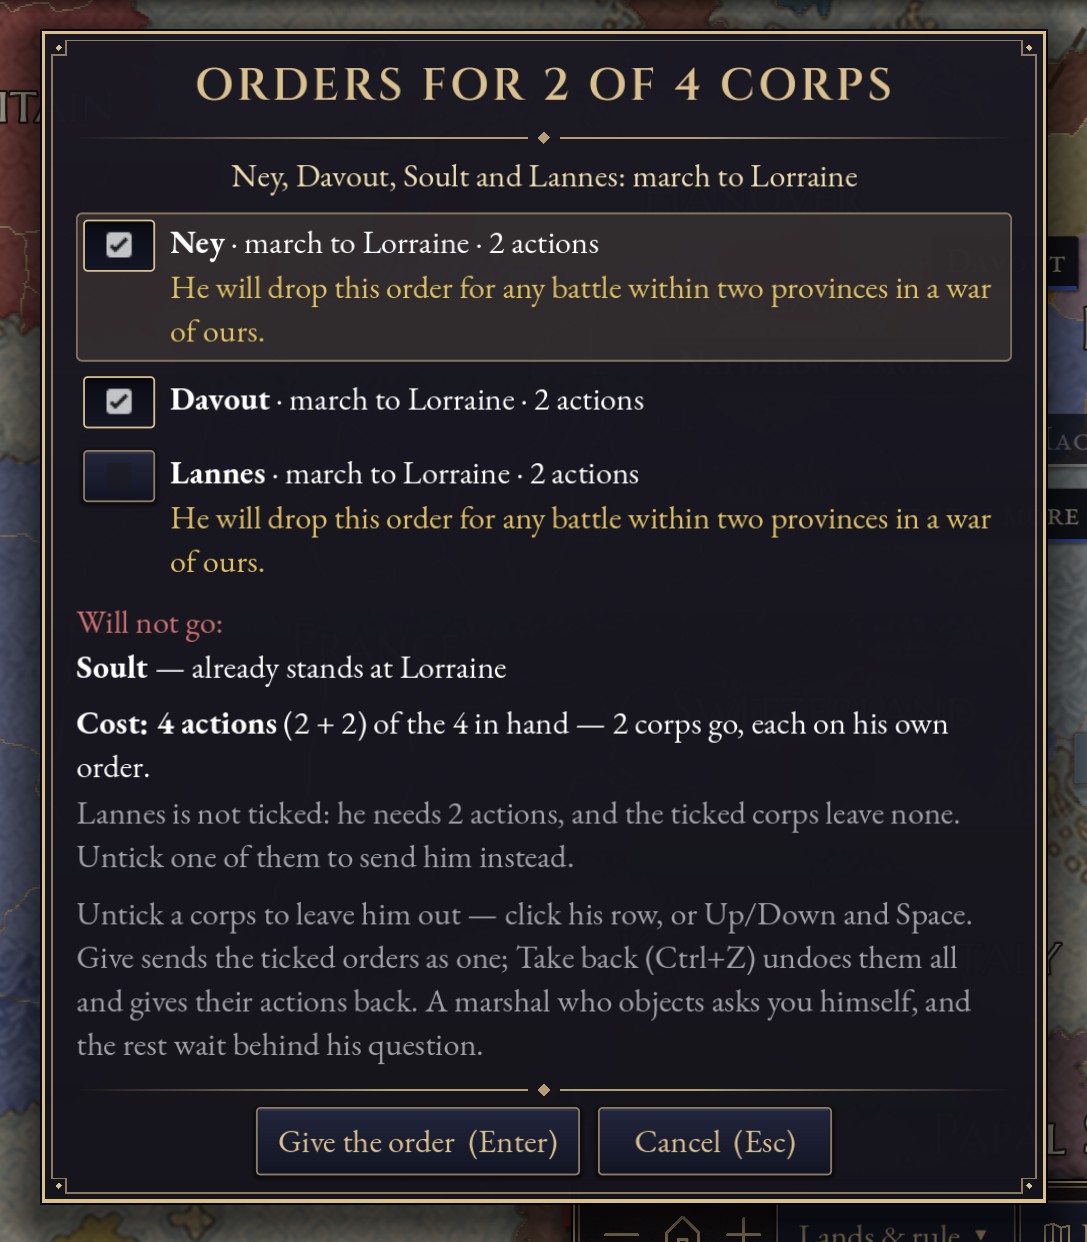 ORDERS FOR 2 OF 4 CORPS
Ney, Davout, Soult and Lannes: march to Lorraine
Ney · march to Lorraine · 2 actions
He will drop this order for any battle within two provinces in a war
of ours.
Davout · march to Lorraine · 2 actions
Lannes · march to Lorraine · 2 actions
He will drop this order for any battle within two provinces in a war
of ours.
Will not go:
Soult — already stands at Lorraine
Cost: 4 actions (2 + 2) of the 4 in hand — 2 corps go, each on his own
order.
Lannes is not ticked: he needs 2 actions, and the ticked corps leave none.
Untick one of them to send him instead.
Untick a corps to leave him out — click his row, or Up/Down and Space.
Give sends the ticked orders as one; Take back (Ctrl+Z) undoes them all
and gives their actions back. A marshal who objects asks you himself, and
the rest wait behind his question.
Give the order (Enter) Cancel (Esc)
Lands & rule